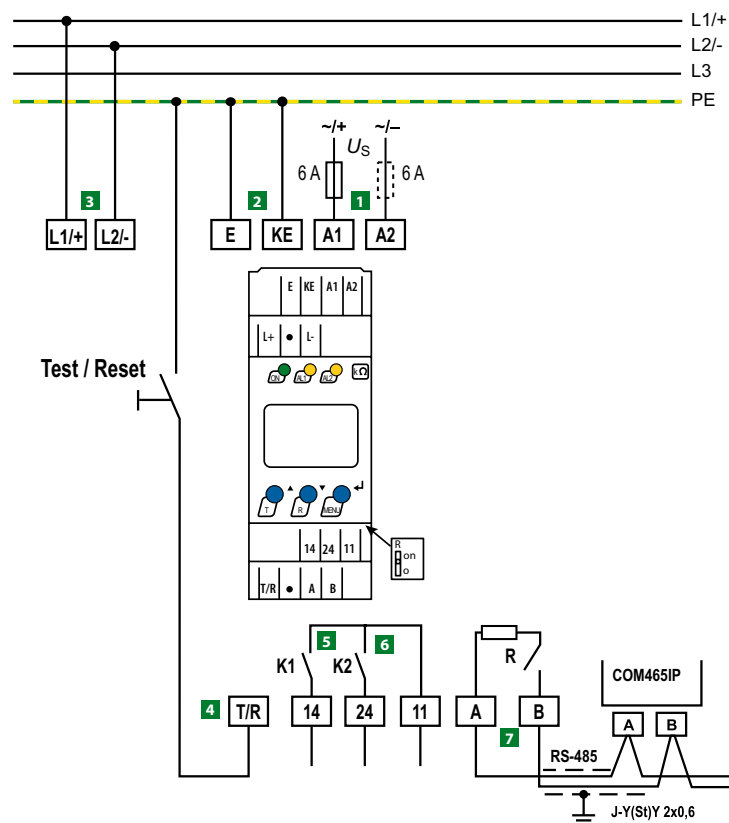 L1/+
L2/-
L3
PE
~/+ ~/–
US
6 A 6 A
3 2 1
L1/+ L2/- E KE A1 A2
E KE A1 A2
L+ L-
Test / Reset
ON AL1 AL2 kΩ
T R MENU
14 24 11
R
on
o
T/R A B
5 6
K1 K2 R
COM465IP
4 T/R 14 24 11 A B
A B
7
RS-485
J-Y(St)Y 2x0,6